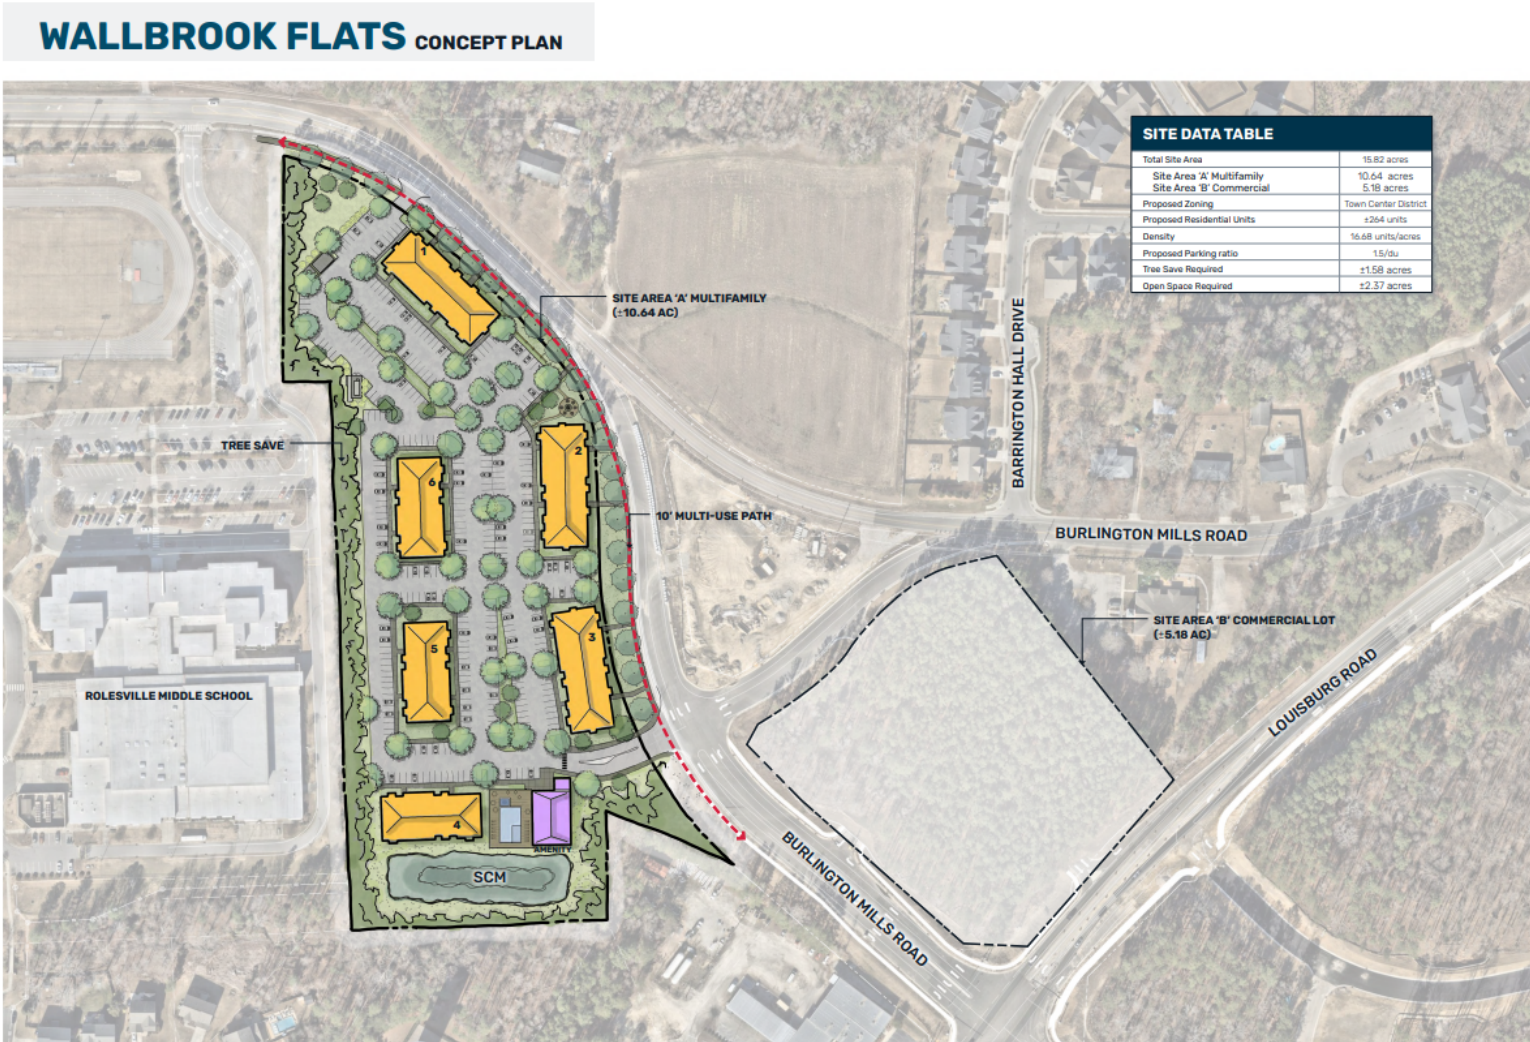 WALLBROOK FLATS CONCEPT PLAN
SITE DATA TABLE
Total Site Area 15.82 acres
Site Area 'A' Multifamily 10.64 acres
Site Area 'B' Commercial 5.18 acres
Proposed Zoning Town Center District
Proposed Residential Units ±264 units
Density 16.68 units/acres
Proposed Parking ratio 1.5/du
Tree Save Required ±1.58 acres
Open Space Required ±2.37 acres
1
SITE AREA 'A' MULTIFAMILY
(±10.64 AC)
BARRINGTON HALL DRIVE
TREE SAVE
2
6
10' MULTI-USE PATH
BURLINGTON MILLS ROAD
SITE AREA 'B' COMMERCIAL LOT
(±5.18 AC)
3
5
ROLESVILLE MIDDLE SCHOOL
LOUISBURG ROAD
4
AMENITY
SCM
BURLINGTON MILLS ROAD